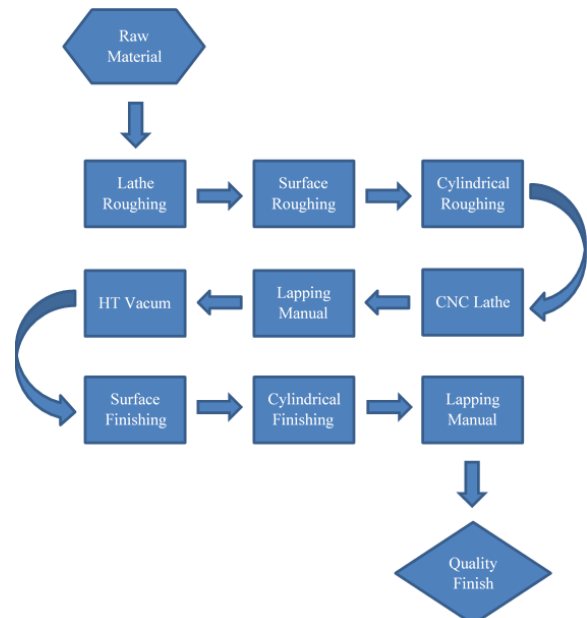 Raw
Material
Lathe
Roughing
Surface
Roughing
Cylindrical
Roughing
CNC Lathe
Lapping
Manual
HT Vacum
Surface
Finishing
Cylindrical
Finishing
Lapping
Manual
Quality
Finish